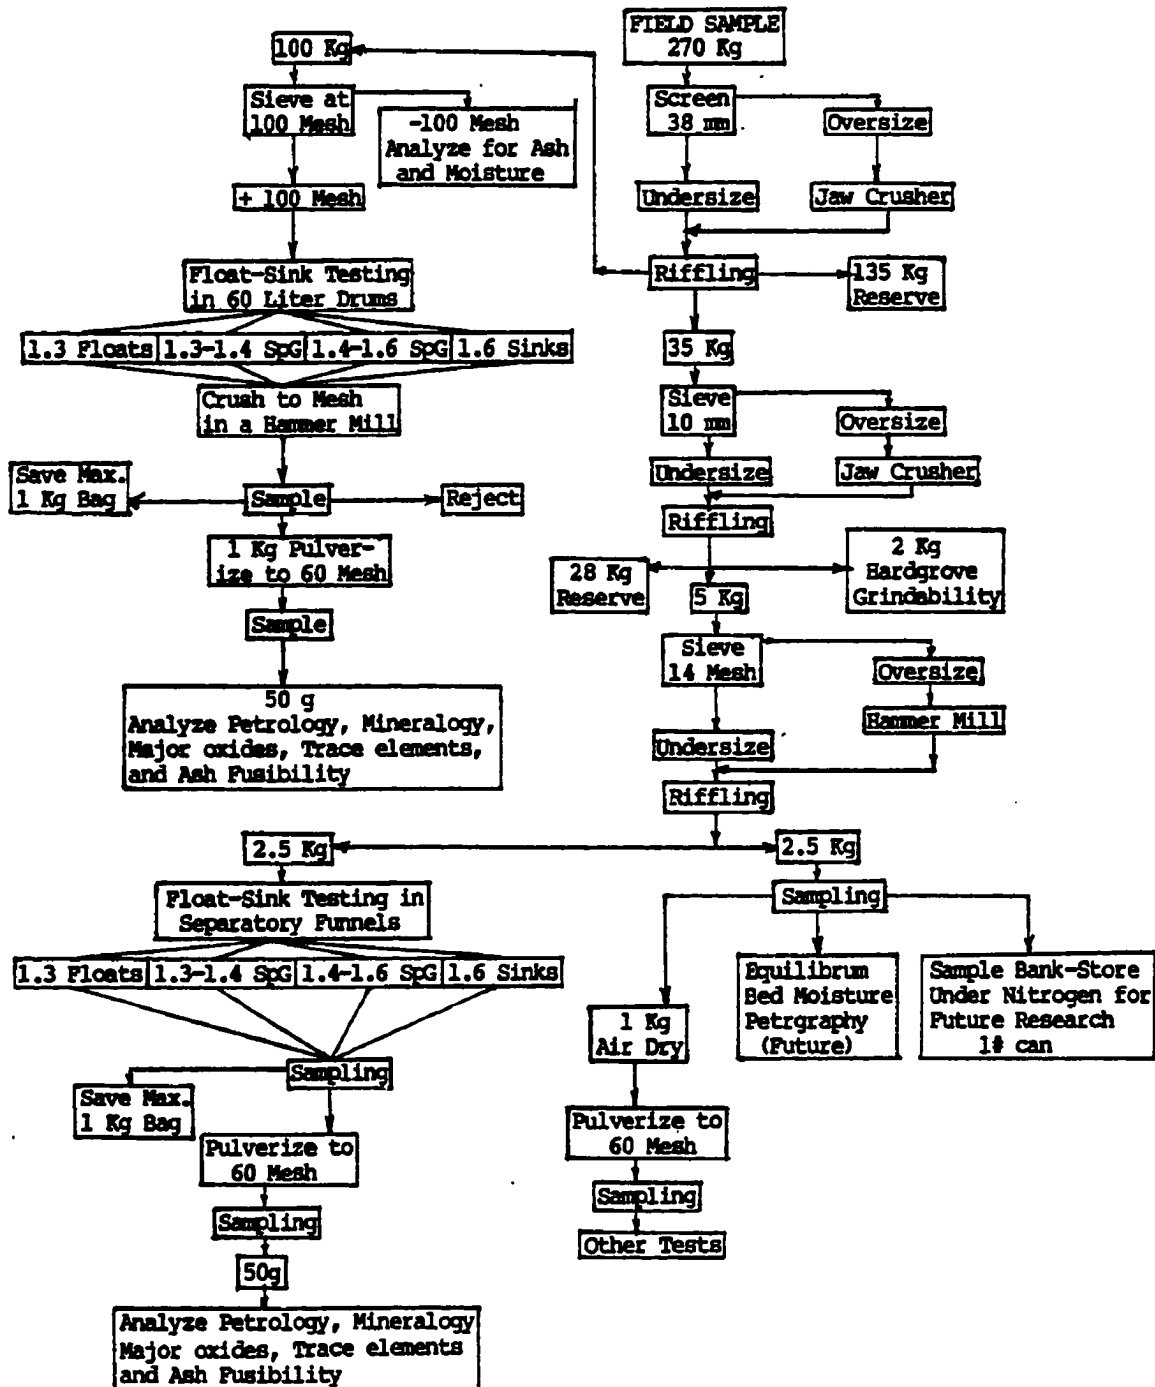 FIELD SAMPLE
270 Kg
Screen
38 mm
Oversize
Undersize
Jaw Crusher
Riffling
135 Kg
Reserve
100 Kg
Sieve at
100 Mesh
-100 Mesh
Analyze for Ash
and Moisture
+ 100 Mesh
Float-Sink Testing
in 60 Liter Drums
1.3 Floats 1.3-1.4 SpG 1.4-1.6 SpG 1.6 Sinks
Crush to Mesh
in a Hammer Mill
Save Max.
1 Kg Bag
Sample
Reject
1 Kg Pulver-
ize to 60 Mesh
Sample
50 g
Analyze Petrology, Mineralogy,
Major oxides, Trace elements,
and Ash Fusibility
35 Kg
Sieve
10 mm
Oversize
Undersize
Jaw Crusher
Riffling
28 Kg
Reserve
5 Kg
2 Kg
Hardgrove
Grindability
Sieve
14 Mesh
Oversize
Hammer Mill
Undersize
Riffling
2.5 Kg
2.5 Kg
Float-Sink Testing in
Separatory Funnels
1.3 Floats 1.3-1.4 SpG 1.4-1.6 SpG 1.6 Sinks
Sampling
Save Max.
1 Kg Bag
Pulverize to
60 Mesh
Sampling
50g
Analyze Petrology, Mineralogy
Major oxides, Trace elements
and Ash Fusibility
Sampling
1 Kg
Air Dry
Equilibrum
Bed Moisture
Petrgraphy
(Future)
Sample Bank-Store
Under Nitrogen for
Future Research
1# can
Pulverize to
60 Mesh
Sampling
Other Tests